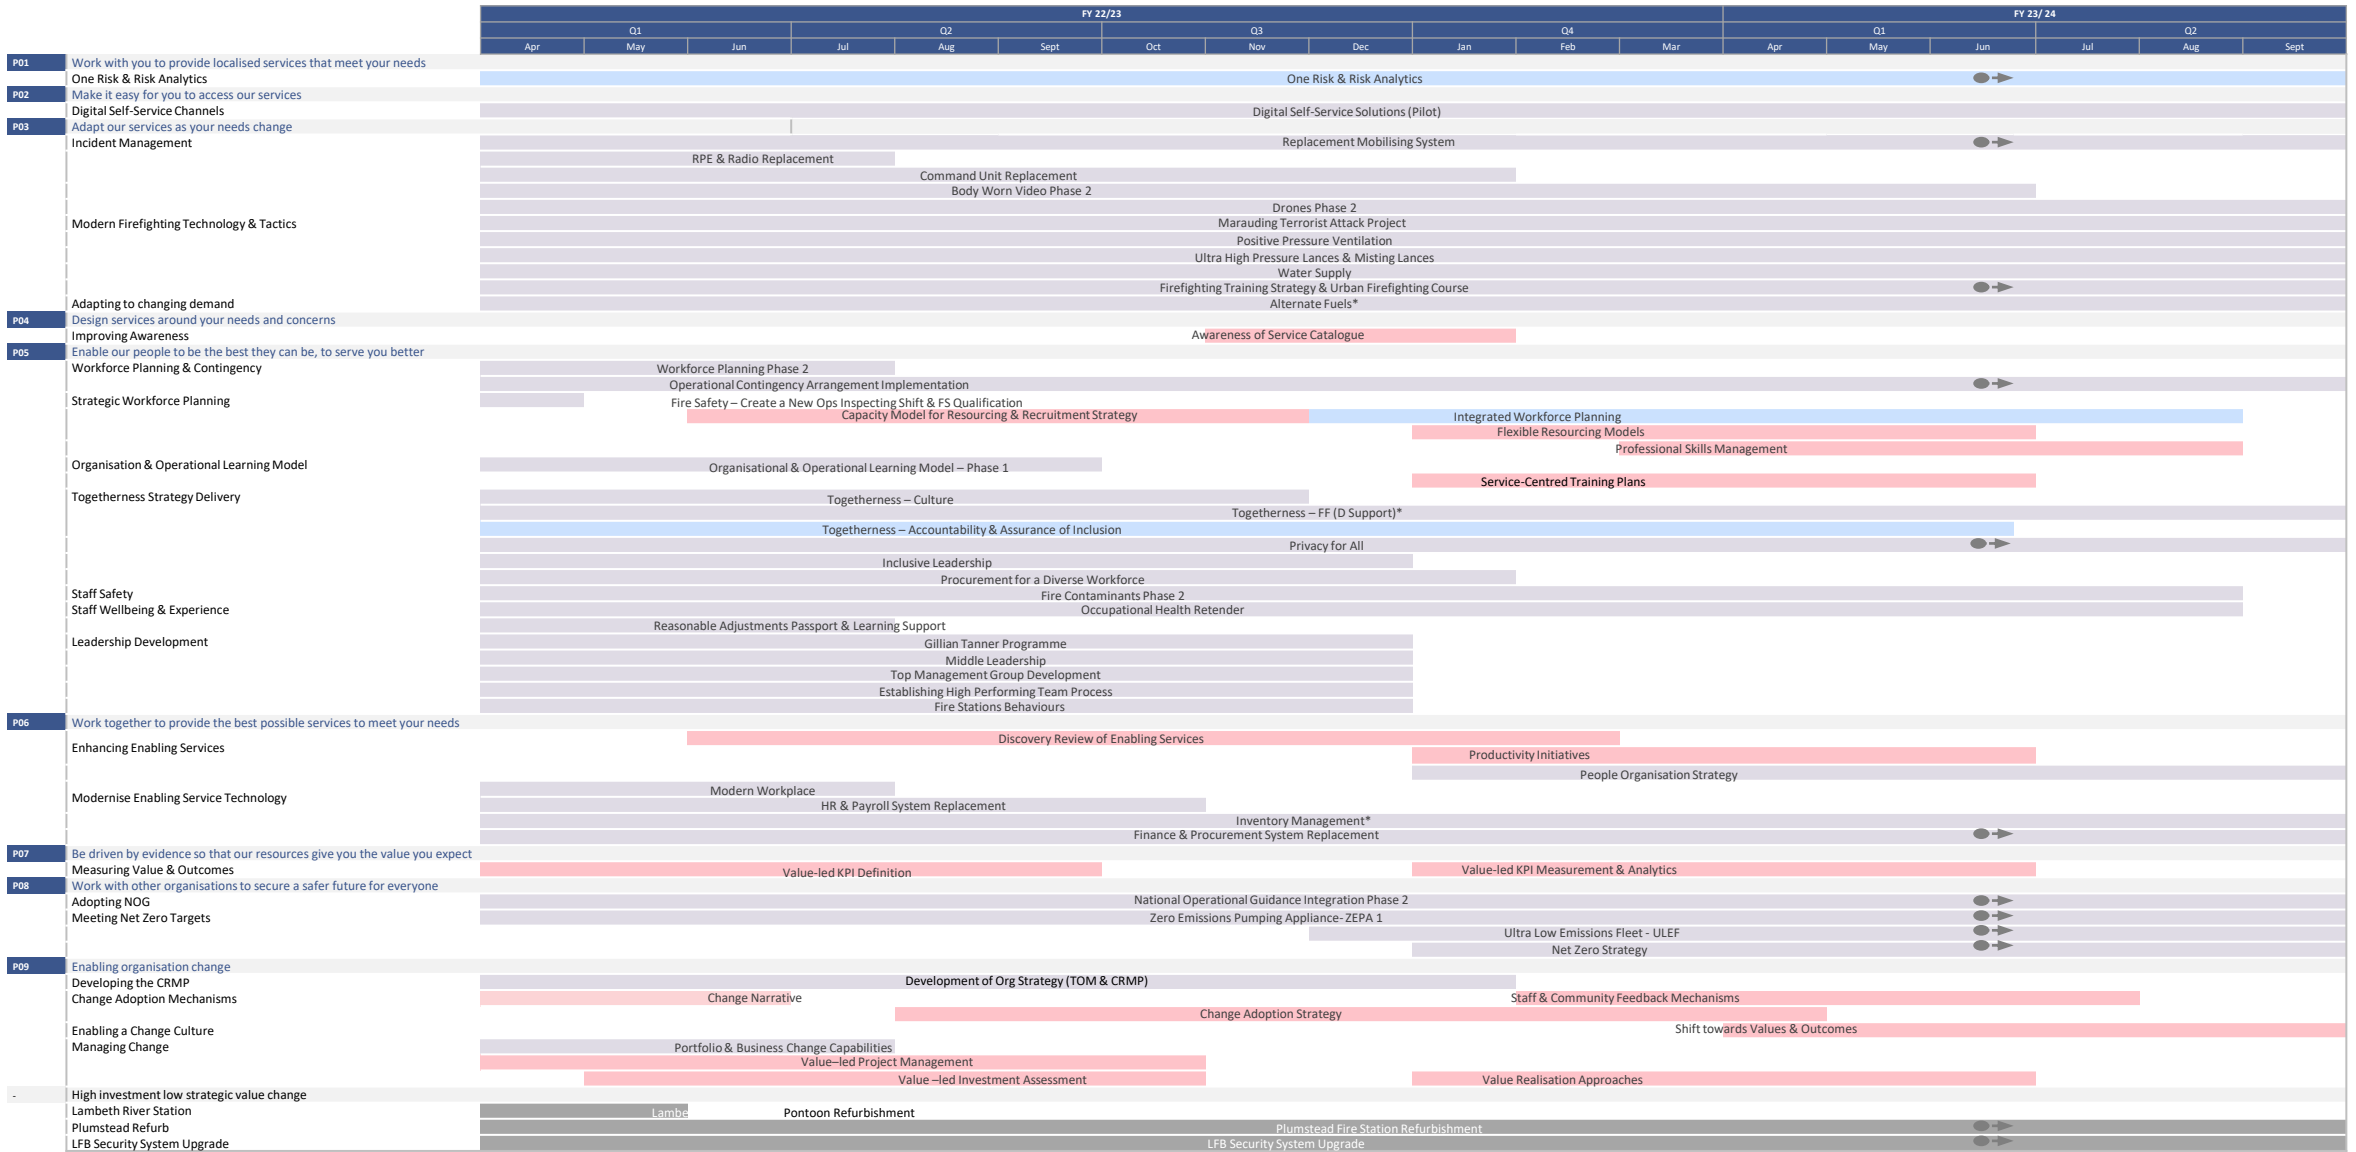 FY 22/23 FY 23/ 24
Q1 Q2 Q3 Q4 Q1 Q2
Apr May Jun Jul Aug Sept Oct Nov Dec Jan Feb Mar Apr May Jun Jul Aug Sept
P01 Work with you to provide localised services that meet your needs
One Risk & Risk Analytics One Risk & Risk Analytics
P02 Make it easy for you to access our services
Digital Self-Service Channels Digital Self-Service Solutions (Pilot)
P03 Adapt our services as your needs change
Incident Management Replacement Mobilising System
RPE & Radio Replacement
Command Unit Replacement
Body Worn Video Phase 2
Drones Phase 2
Modern Firefighting Technology & Tactics Marauding Terrorist Attack Project
Positive Pressure Ventilation
Ultra High Pressure Lances & Misting Lances
Water Supply
Firefighting Training Strategy & Urban Firefighting Course
Adapting to changing demand Alternate Fuels*
P04 Design services around your needs and concerns
Improving Awareness Awareness of Service Catalogue
P05 Enable our people to be the best they can be, to serve you better
Workforce Planning & Contingency Workforce Planning Phase 2
Operational Contingency Arrangement Implementation
Strategic Workforce Planning Fire Safety – Create a New Ops Inspecting Shift & FS Qualification
Capacity Model for Resourcing & Recruitment Strategy Integrated Workforce Planning
Flexible Resourcing Models
Professional Skills Management
Organisation & Operational Learning Model Organisational & Operational Learning Model – Phase 1
Service-Centred Training Plans
Togetherness Strategy Delivery Togetherness – Culture
Togetherness – FF (D Support)*
Togetherness – Accountability & Assurance of Inclusion
Privacy for All
Inclusive Leadership
Procurement for a Diverse Workforce
Staff Safety Fire Contaminants Phase 2
Staff Wellbeing & Experience Occupational Health Retender
Reasonable Adjustments Passport & Learning Support
Leadership Development Gillian Tanner Programme
Middle Leadership
Top Management Group Development
Establishing High Performing Team Process
Fire Stations Behaviours
P06 Work together to provide the best possible services to meet your needs
Discovery Review of Enabling Services
Enhancing Enabling Services Productivity Initiatives
People Organisation Strategy
Modernise Enabling Service Technology Modern Workplace
HR & Payroll System Replacement
Inventory Management*
Finance & Procurement System Replacement
P07 Be driven by evidence so that our resources give you the value you expect
Measuring Value & Outcomes Value-led KPI Definition Value-led KPI Measurement & Analytics
P08 Work with other organisations to secure a safer future for everyone
Adopting NOG National Operational Guidance Integration Phase 2
Meeting Net Zero Targets Zero Emissions Pumping Appliance- ZEPA 1
Ultra Low Emissions Fleet - ULEF
Net Zero Strategy
P09 Enabling organisation change
Developing the CRMP Development of Org Strategy (TOM & CRMP)
Change Adoption Mechanisms Change Narrative Staff & Community Feedback Mechanisms
Change Adoption Strategy
Enabling a Change Culture Shift towards Values & Outcomes
Managing Change Portfolio & Business Change Capabilities
Value–led Project Management
Value –led Investment Assessment Value Realisation Approaches
- High investment low strategic value change
Lambeth River Station Lambe Pontoon Refurbishment
Plumstead Refurb Plumstead Fire Station Refurbishment
LFB Security System Upgrade LFB Security System Upgrade